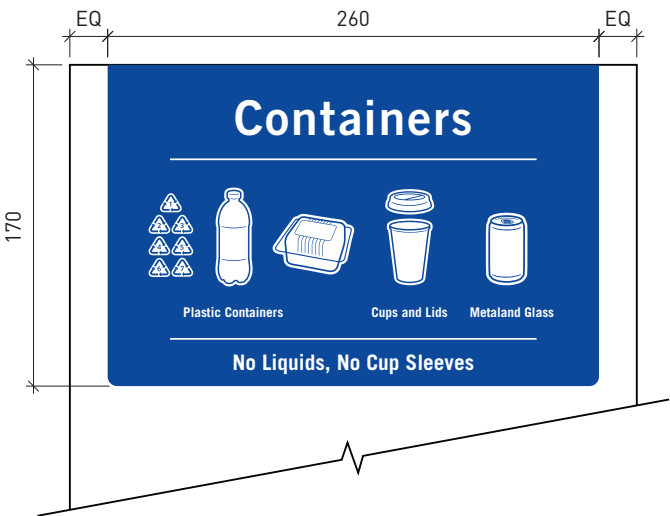 EQ 260 EQ
170
Containers
Plastic Containers Cups and Lids Metaland Glass
No Liquids, No Cup Sleeves